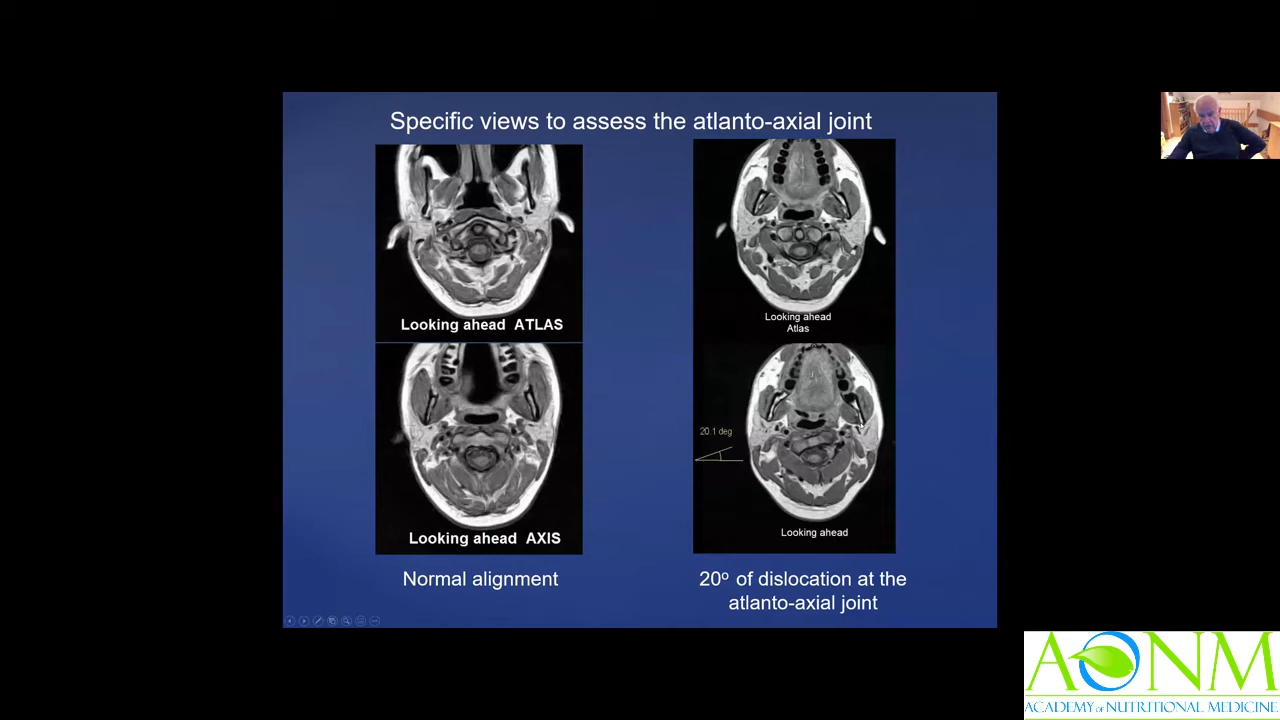 Specific views to assess the atlanto-axial joint
Looking ahead ATLAS
Looking ahead AXIS
Normal alignment
Looking ahead
Atlas
20.1 deg
Looking ahead
20º of dislocation at the
atlanto-axial joint
AONM
ACADEMY of NUTRITIONAL MEDICINE